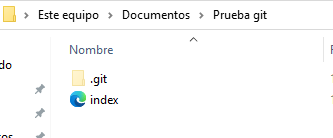 Este equipo > Documentos > Prueba git
Nombre
do
.git
index